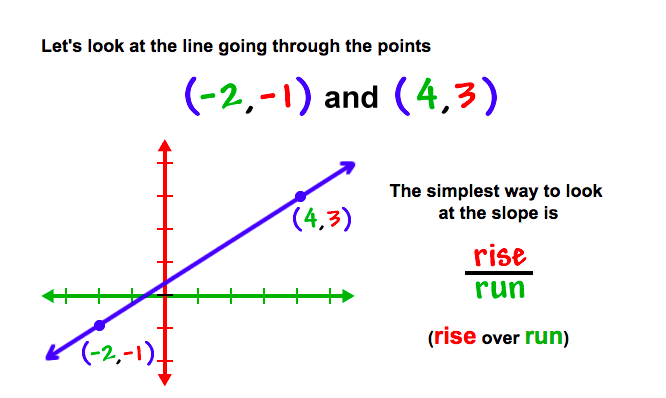 Let's look at the line going through the points
(-2,-1) and (4,3)
(4,3)
(-2,-1)
The simplest way to look
at the slope is
rise
run
(rise over run)